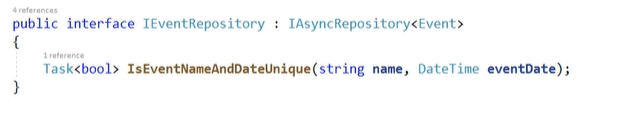 4 references
public interface IEventRepository : IAsyncRepository<Event>
{
1 reference
Task<bool> IsEventNameAndDateUnique(string name, DateTime eventDate);
}